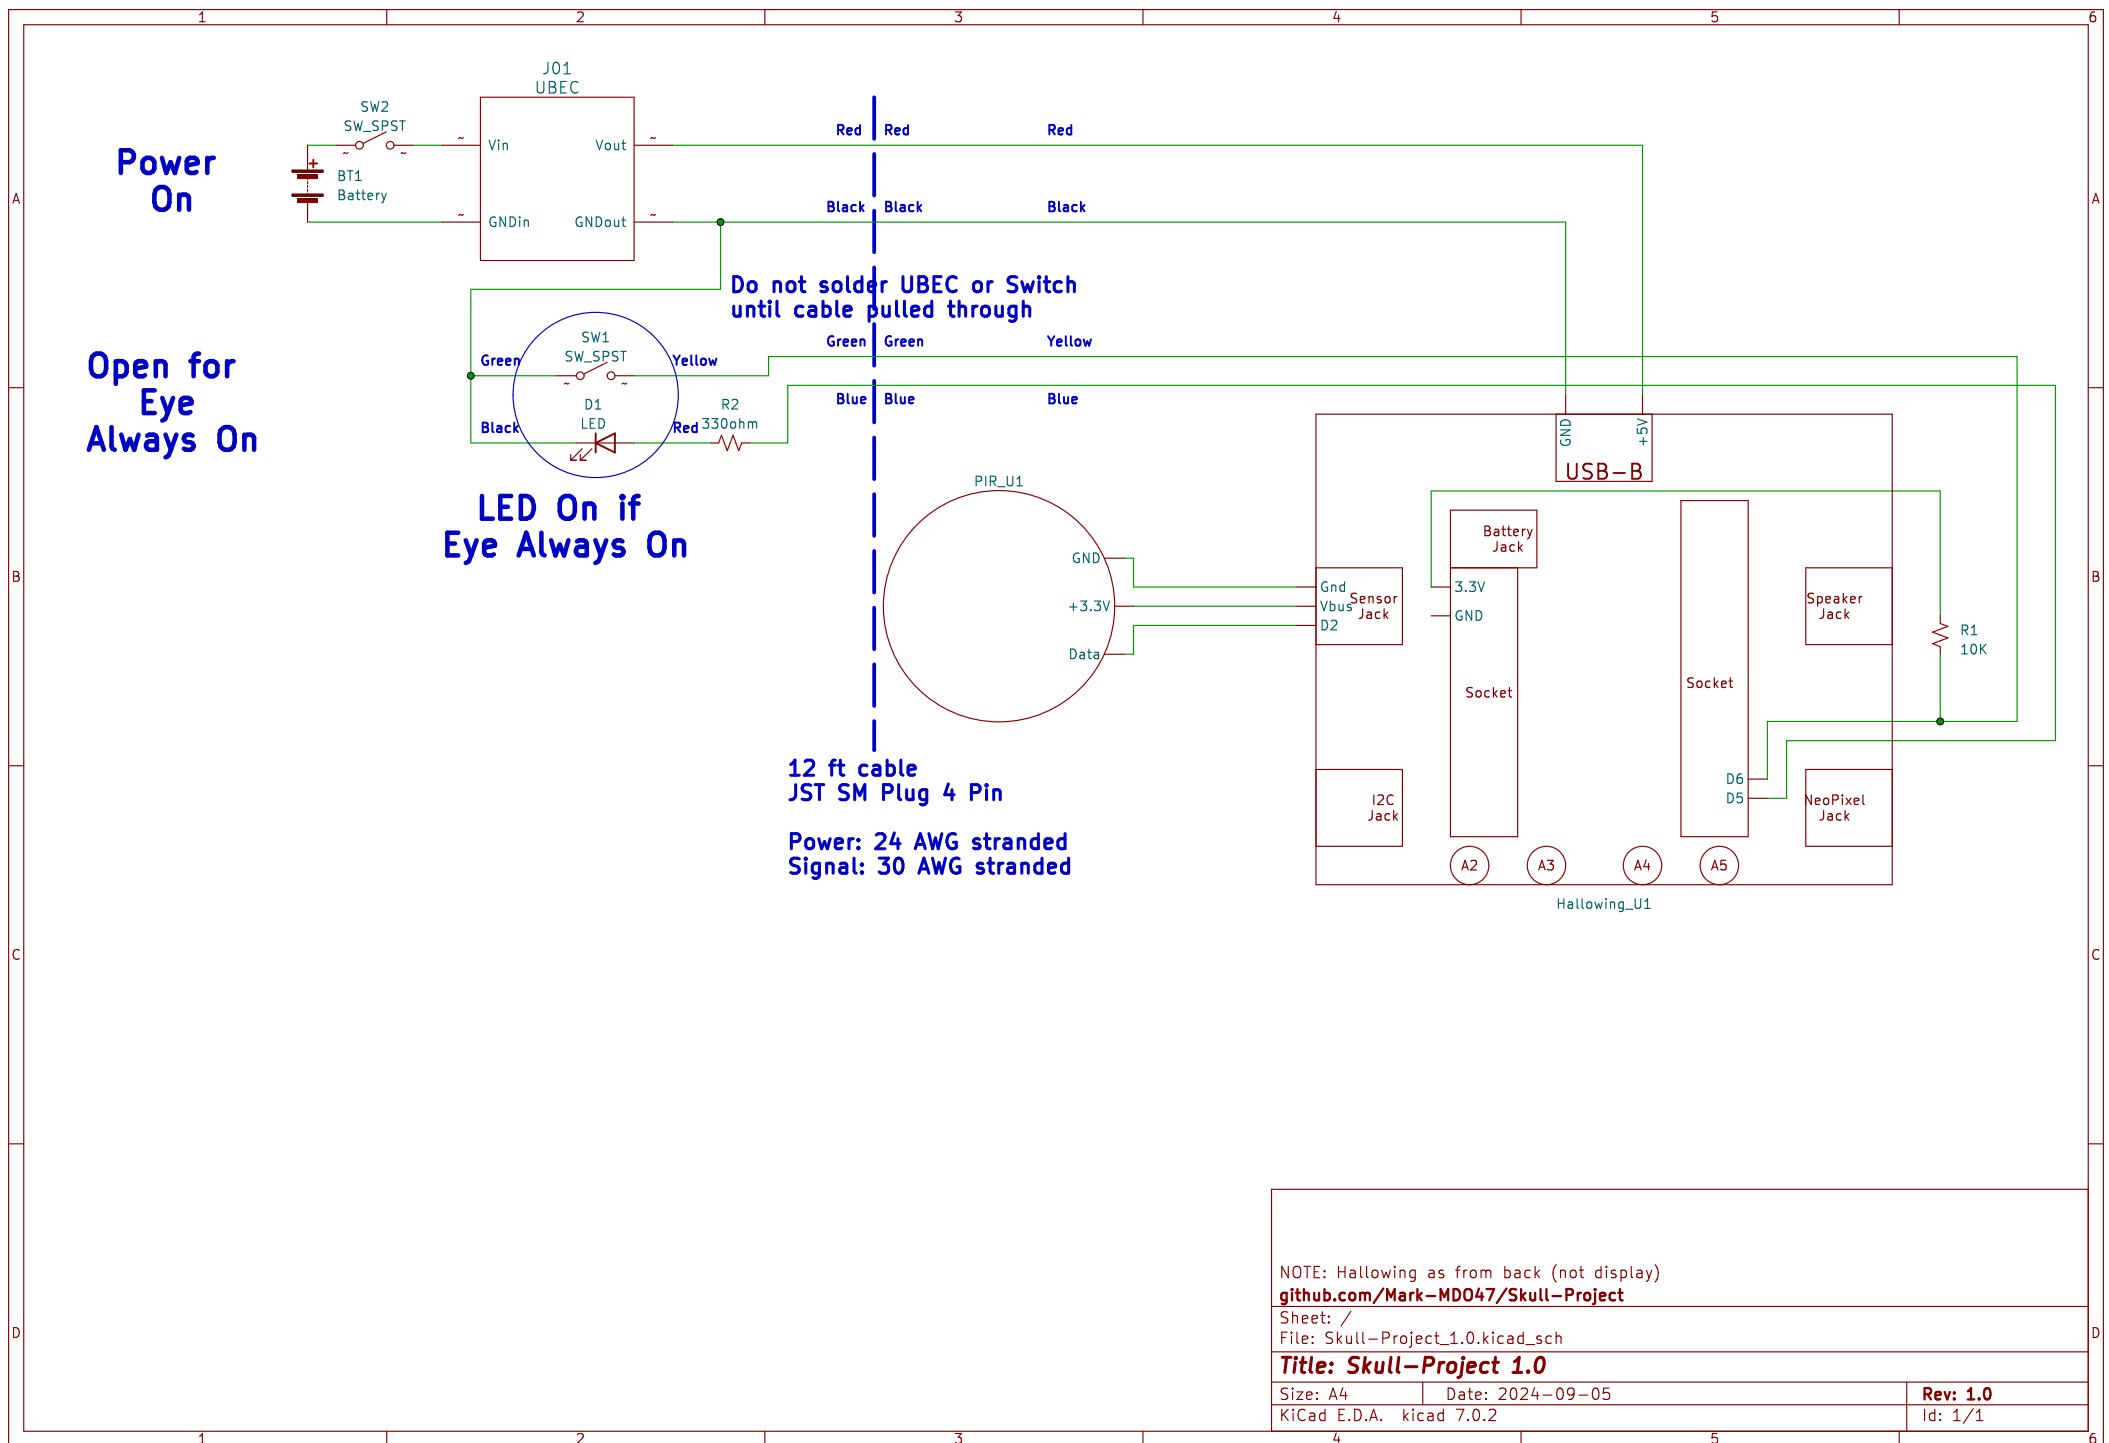 1
2
3
4
5
6
J01
UBEC
SW2
SW_SPST
~
~
~
Vin
Vout
~
Red
Red
Red
Power
On
+
BT1
Battery
A
A
~
GNDin
GNDout
~
Black
Black
Black
Do not solder UBEC or Switch
until cable pulled through
SW1
SW_SPST
Green
Green
Yellow
Open for
Eye
Always On
Green
Yellow
~
~
D1
LED
R2
330ohm
Blue
Blue
Blue
Black
Red
LED On if
Eye Always On
GND
+5V
USB-B
PIR_U1
GND
+3.3V
Data
Battery
Jack
Gnd
Vbus
D2
Sensor
Jack
3.3V
GND
Speaker
Jack
B
B
R1
10K
Socket
Socket
12 ft cable
JST SM Plug 4 Pin
Power: 24 AWG stranded
Signal: 30 AWG stranded
D6
D5
I2C
Jack
NeoPixel
Jack
A2
A3
A4
A5
Hallowing_U1
C
C
NOTE: Hallowing as from back (not display)
github.com/Mark-MDO47/Skull-Project
Sheet: /
File: Skull-Project_1.0.kicad_sch
D
D
Title: Skull-Project 1.0
Size: A4
Date: 2024-09-05
Rev: 1.0
KiCad E.D.A. kicad 7.0.2
Id: 1/1
1
2
3
4
5
6